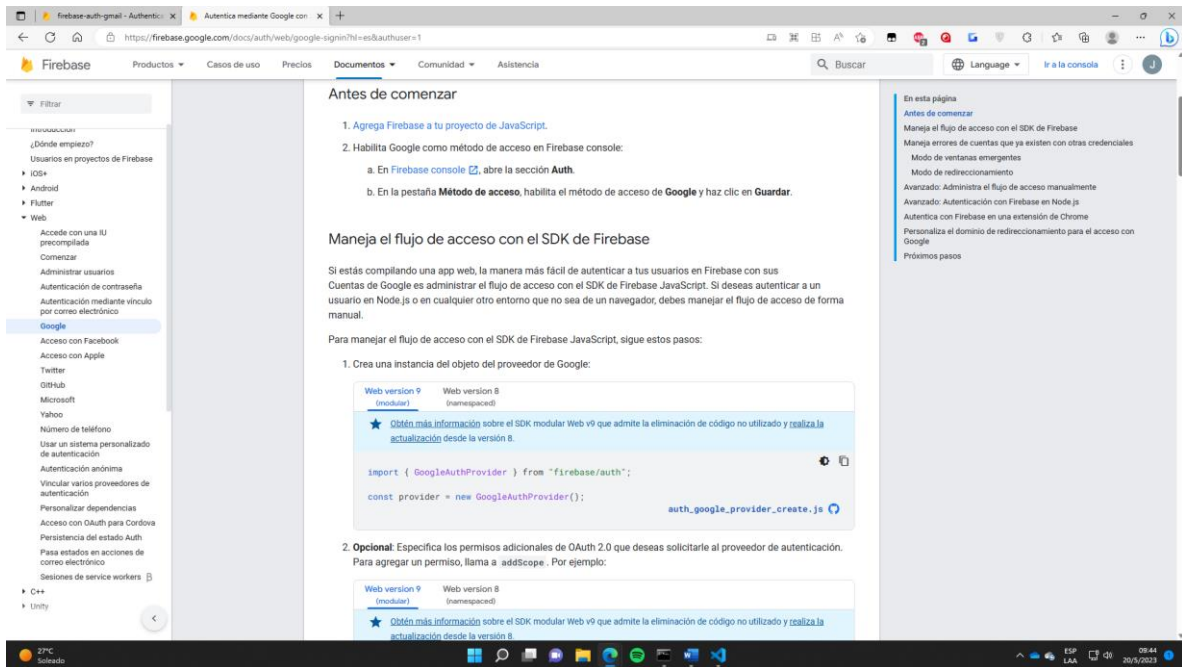 firebase-auth-gmail - Authentic
Autentica mediante Google con
https://firebase.google.com/docs/auth/web/google-signin?hl=es&authuser=1
Firebase
Productos
Casos de uso
Precios
Documentos
Comunidad
Asistencia
Buscar
Language
Ir a la consola
J
Filtrar
Introducción
¿Dónde empiezo?
Usuarios en proyectos de Firebase
iOS+
Android
Flutter
Web
Accede con una IU
precompilada
Comenzar
Administrar usuarios
Autenticación de contraseña
Autenticación mediante vínculo
por correo electrónico
Google
Acceso con Facebook
Acceso con Apple
Twitter
GitHub
Microsoft
Yahoo
Número de teléfono
Usar un sistema personalizado
de autenticación
Autenticación anónima
Vincular varios proveedores de
autenticación
Personalizar dependencias
Acceso con OAuth para Cordova
Persistencia del estado Auth
Pasa estados en acciones de
correo electrónico
Sesiones de service workers
C++
Unity
Antes de comenzar
1. Agrega Firebase a tu proyecto de JavaScript.
2. Habilita Google como método de acceso en Firebase console:
a. En Firebase console, abre la sección Auth.
b. En la pestaña Método de acceso, habilita el método de acceso de Google y haz clic en Guardar.
Maneja el flujo de acceso con el SDK de Firebase
Si estás compilando una app web, la manera más fácil de autenticar a tus usuarios en Firebase con sus
Cuentas de Google es administrar el flujo de acceso con el SDK de Firebase JavaScript. Si deseas autenticar a un
usuario en Node.js o en cualquier otro entorno que no sea de un navegador, debes manejar el flujo de acceso de forma
manual.
Para manejar el flujo de acceso con el SDK de Firebase JavaScript, sigue estos pasos:
1. Crea una instancia del objeto del proveedor de Google:
Web version 9 Web version 8
(modular) (namespaced)
Obtén más información sobre el SDK modular Web v9 que admite la eliminación de código no utilizado y realiza la
actualización desde la versión 8.
import { GoogleAuthProvider } from "firebase/auth";
const provider = new GoogleAuthProvider();
auth_google_provider_create.js
2. Opcional: Especifica los permisos adicionales de OAuth 2.0 que deseas solicitarle al proveedor de autenticación.
Para agregar un permiso, llama a addScope. Por ejemplo:
Web version 9 Web version 8
(modular) (namespaced)
Obtén más información sobre el SDK modular Web v9 que admite la eliminación de código no utilizado y realiza la
actualización desde la versión 8.
En esta página
Antes de comenzar
Maneja el flujo de acceso con el SDK de Firebase
Maneja errores de cuentas que ya existen con otras credenciales
Modo de ventanas emergentes
Modo de redireccionamiento
Avanzado: Administra el flujo de acceso manualmente
Avanzado: Autenticación con Firebase en Node.js
Autentica con Firebase en una extensión de Chrome
Personaliza el dominio de redireccionamiento para el acceso con
Google
Próximos pasos
27°C
Soleado
ESP
LAA
09:44
20/5/2023